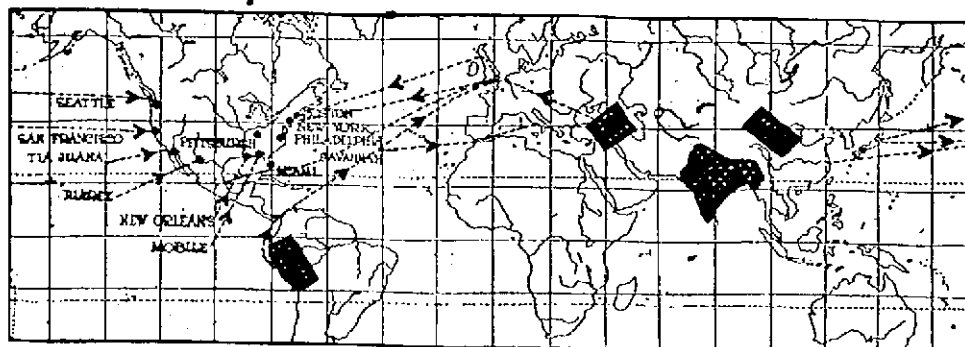 SEATTLE
SAN FRANCISCO
TIA JUANA
PITTSBURGH
BOSTON
NEW YORK
PHILADELPHIA
SAVANNAH
MIAMI
NEW ORLEANS
MOBILE